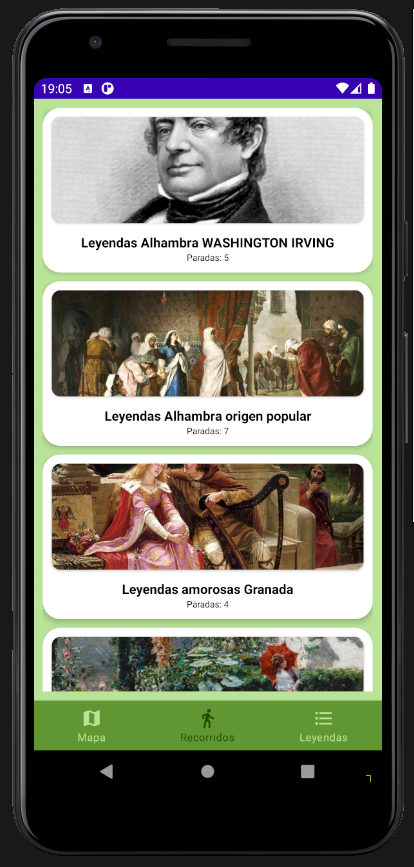 19:05
Leyendas Alhambra WASHINGTON IRVING
Paradas: 5
Leyendas Alhambra origen popular
Paradas: 7
Leyendas amorosas Granada
Paradas: 4
Mapa
Recorridos
Leyendas